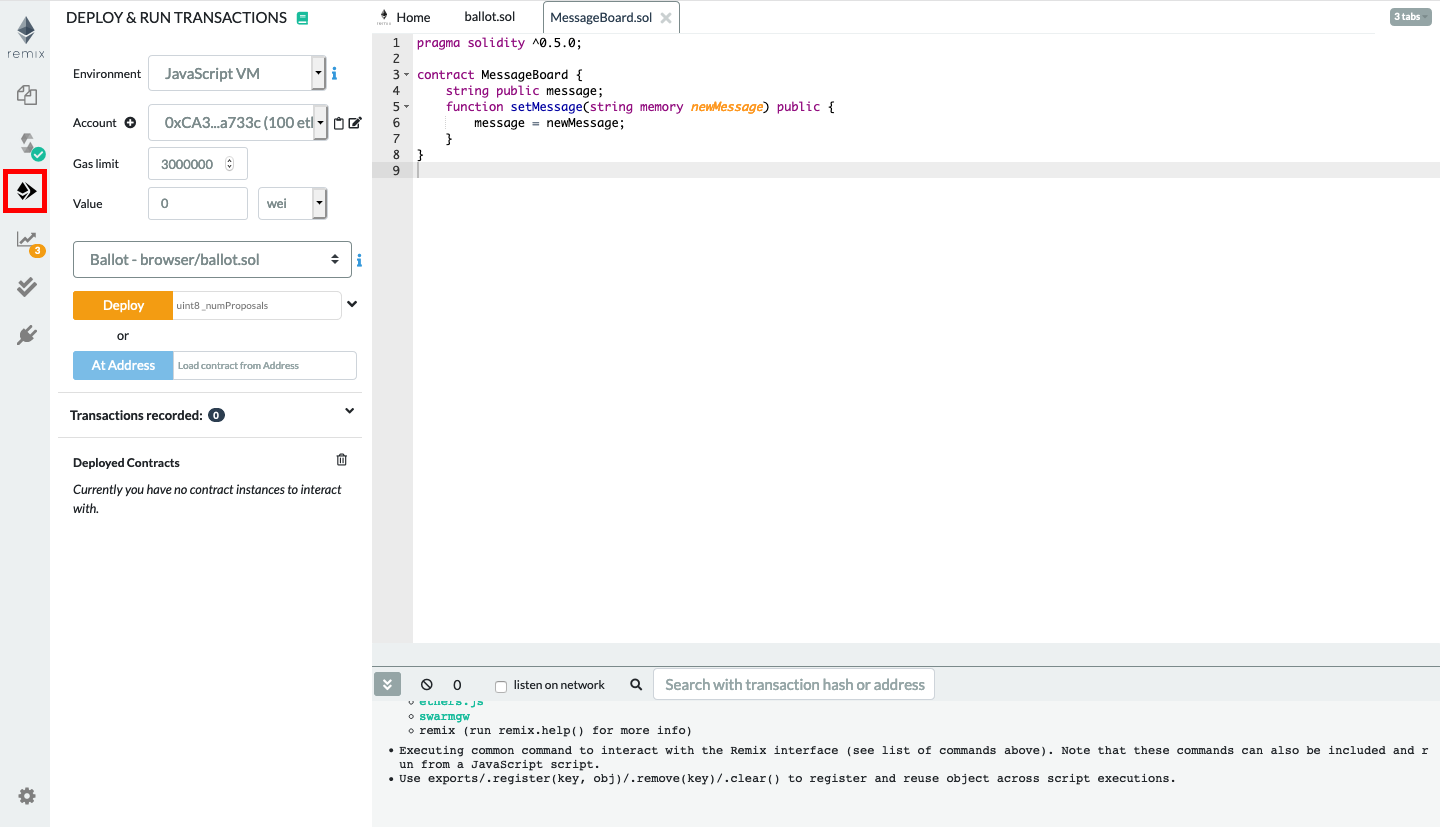 remix
DEPLOY & RUN TRANSACTIONS
Environment
JavaScript VM
Account
0xCA3...a733c (100 eth
Gas limit
3000000
Value
0
wei
3
Ballot - browser/ballot.sol
Deploy
uint8 _numProposals
or
At Address
Load contract from Address
Transactions recorded: 0
Deployed Contracts
Currently you have no contract instances to interact
with.
Home
ballot.sol
MessageBoard.sol
3 tabs
1 pragma solidity ^0.5.0;
2
3 contract MessageBoard {
4 string public message;
5 function setMessage(string memory newMessage) public {
6 message = newMessage;
7 }
8 }
9
0
listen on network
Search with transaction hash or address
ethers.js
swarmgw
remix (run remix.help() for more info)
Executing common command to interact with the Remix interface (see list of commands above). Note that these commands can also be included and r
un from a JavaScript script.
Use exports/.register(key, obj)/.remove(key)/.clear() to register and reuse object across script executions.